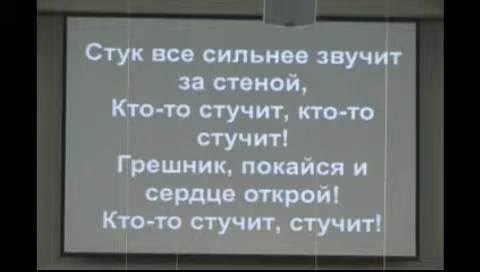 Стук все сильнее звучит
за стеной,
Кто-то стучит, кто-то
стучит!
Грешник, покайся и
сердце открой!
Кто-то стучит, стучит!